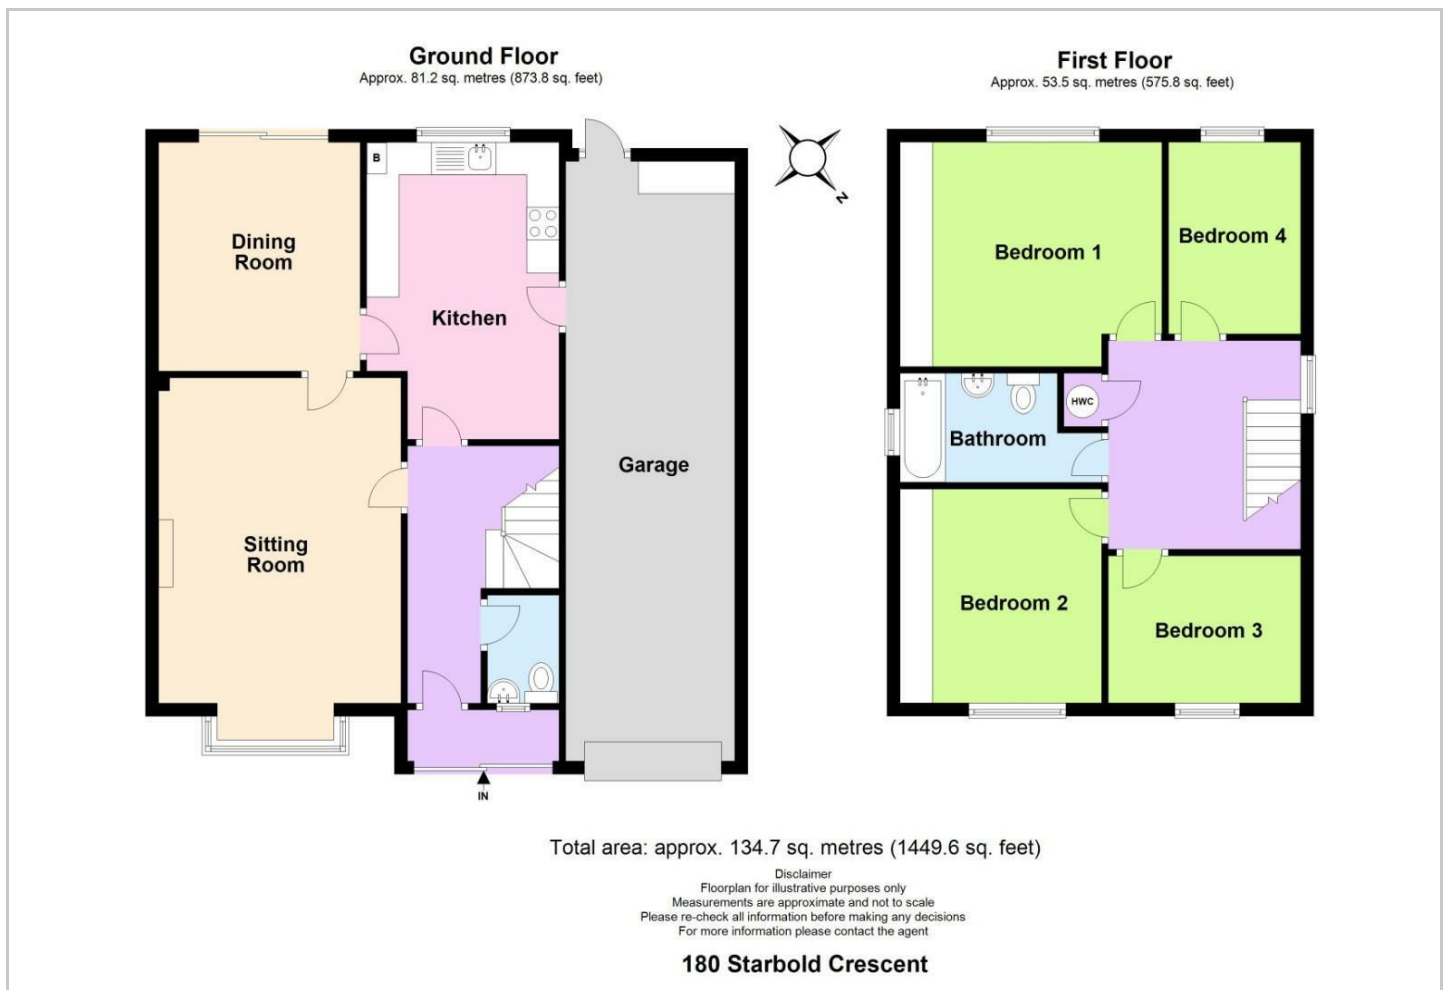 Ground Floor
Approx. 81.2 sq. metres (873.8 sq. feet)
First Floor
Approx. 53.5 sq. metres (575.8 sq. feet)
B
Dining
Room
Kitchen
Sitting
Room
Garage
IN
N
Bedroom 1
Bedroom 4
HWC
Bathroom
Bedroom 2
Bedroom 3
Total area: approx. 134.7 sq. metres (1449.6 sq. feet)
Disclaimer
Floorplan for illustrative purposes only
Measurements are approximate and not to scale
Please re-check all information before making any decisions
For more information please contact the agent
180 Starbold Crescent